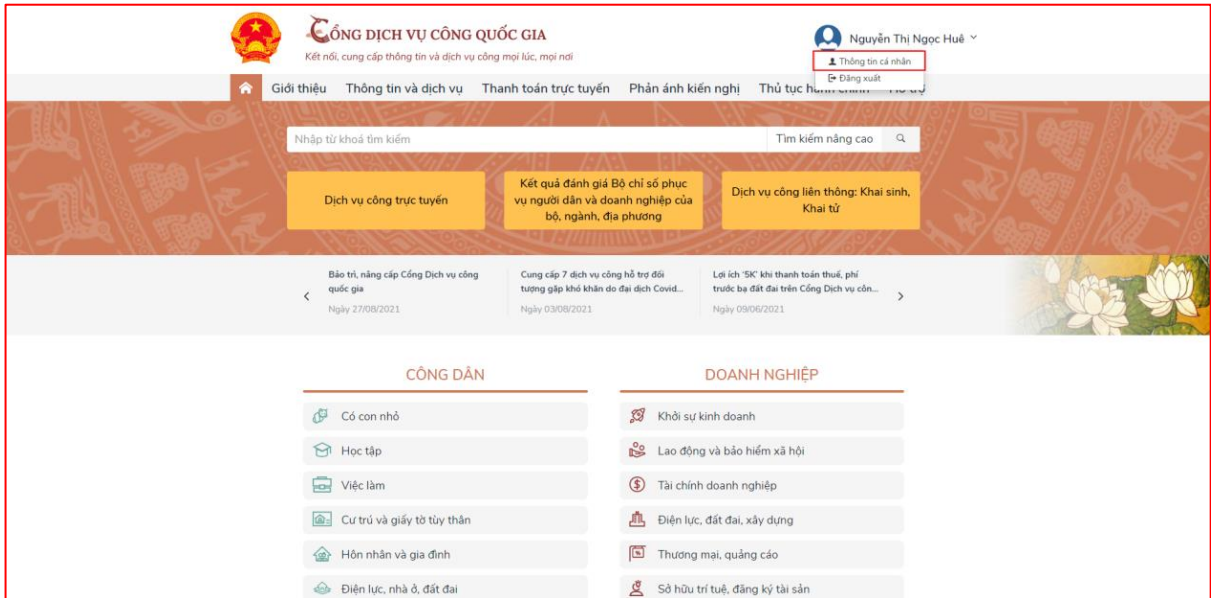 CỔNG DỊCH VỤ CÔNG QUỐC GIA
Kết nối, cung cấp thông tin và dịch vụ công mọi lúc, mọi nơi
Nguyễn Thị Ngọc Huê
Thông tin cá nhân
Đăng xuất
Giới thiệu Thông tin và dịch vụ Thanh toán trực tuyến Phản ánh kiến nghị Thủ tục hành chính Hỗ trợ
Nhập từ khoá tìm kiếm Tìm kiếm nâng cao
Dịch vụ công trực tuyến
Kết quả đánh giá Bộ chỉ số phục
vụ người dân và doanh nghiệp của
bộ, ngành, địa phương
Dịch vụ công liên thông: Khai sinh,
Khai tử
Bảo trì, nâng cấp Cổng Dịch vụ công
quốc gia
Ngày 27/08/2021
Cung cấp 7 dịch vụ công hỗ trợ đối
tượng gặp khó khăn do đại dịch Covid...
Ngày 03/08/2021
Lợi ích '5K' khi thanh toán thuế, phí
trước bạ đất đai trên Cổng Dịch vụ côn...
Ngày 09/06/2021
CÔNG DÂN
Có con nhỏ
Học tập
Việc làm
Cư trú và giấy tờ tùy thân
Hôn nhân và gia đình
Điện lực, nhà ở, đất đai
DOANH NGHIỆP
Khởi sự kinh doanh
Lao động và bảo hiểm xã hội
Tài chính doanh nghiệp
Điện lực, đất đai, xây dựng
Thương mại, quảng cáo
Sở hữu trí tuệ, đăng ký tài sản